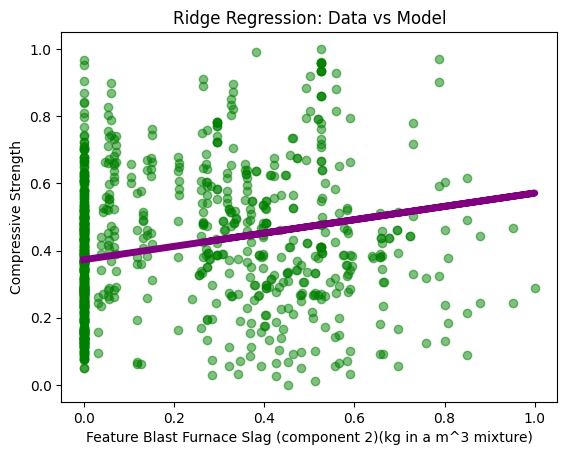 Ridge Regression: Data vs Model
Compressive Strength
1.0
0.8
0.6
0.4
0.2
0.0
0.0 0.2 0.4 0.6 0.8 1.0
Feature Blast Furnace Slag (component 2)(kg in a m^3 mixture)